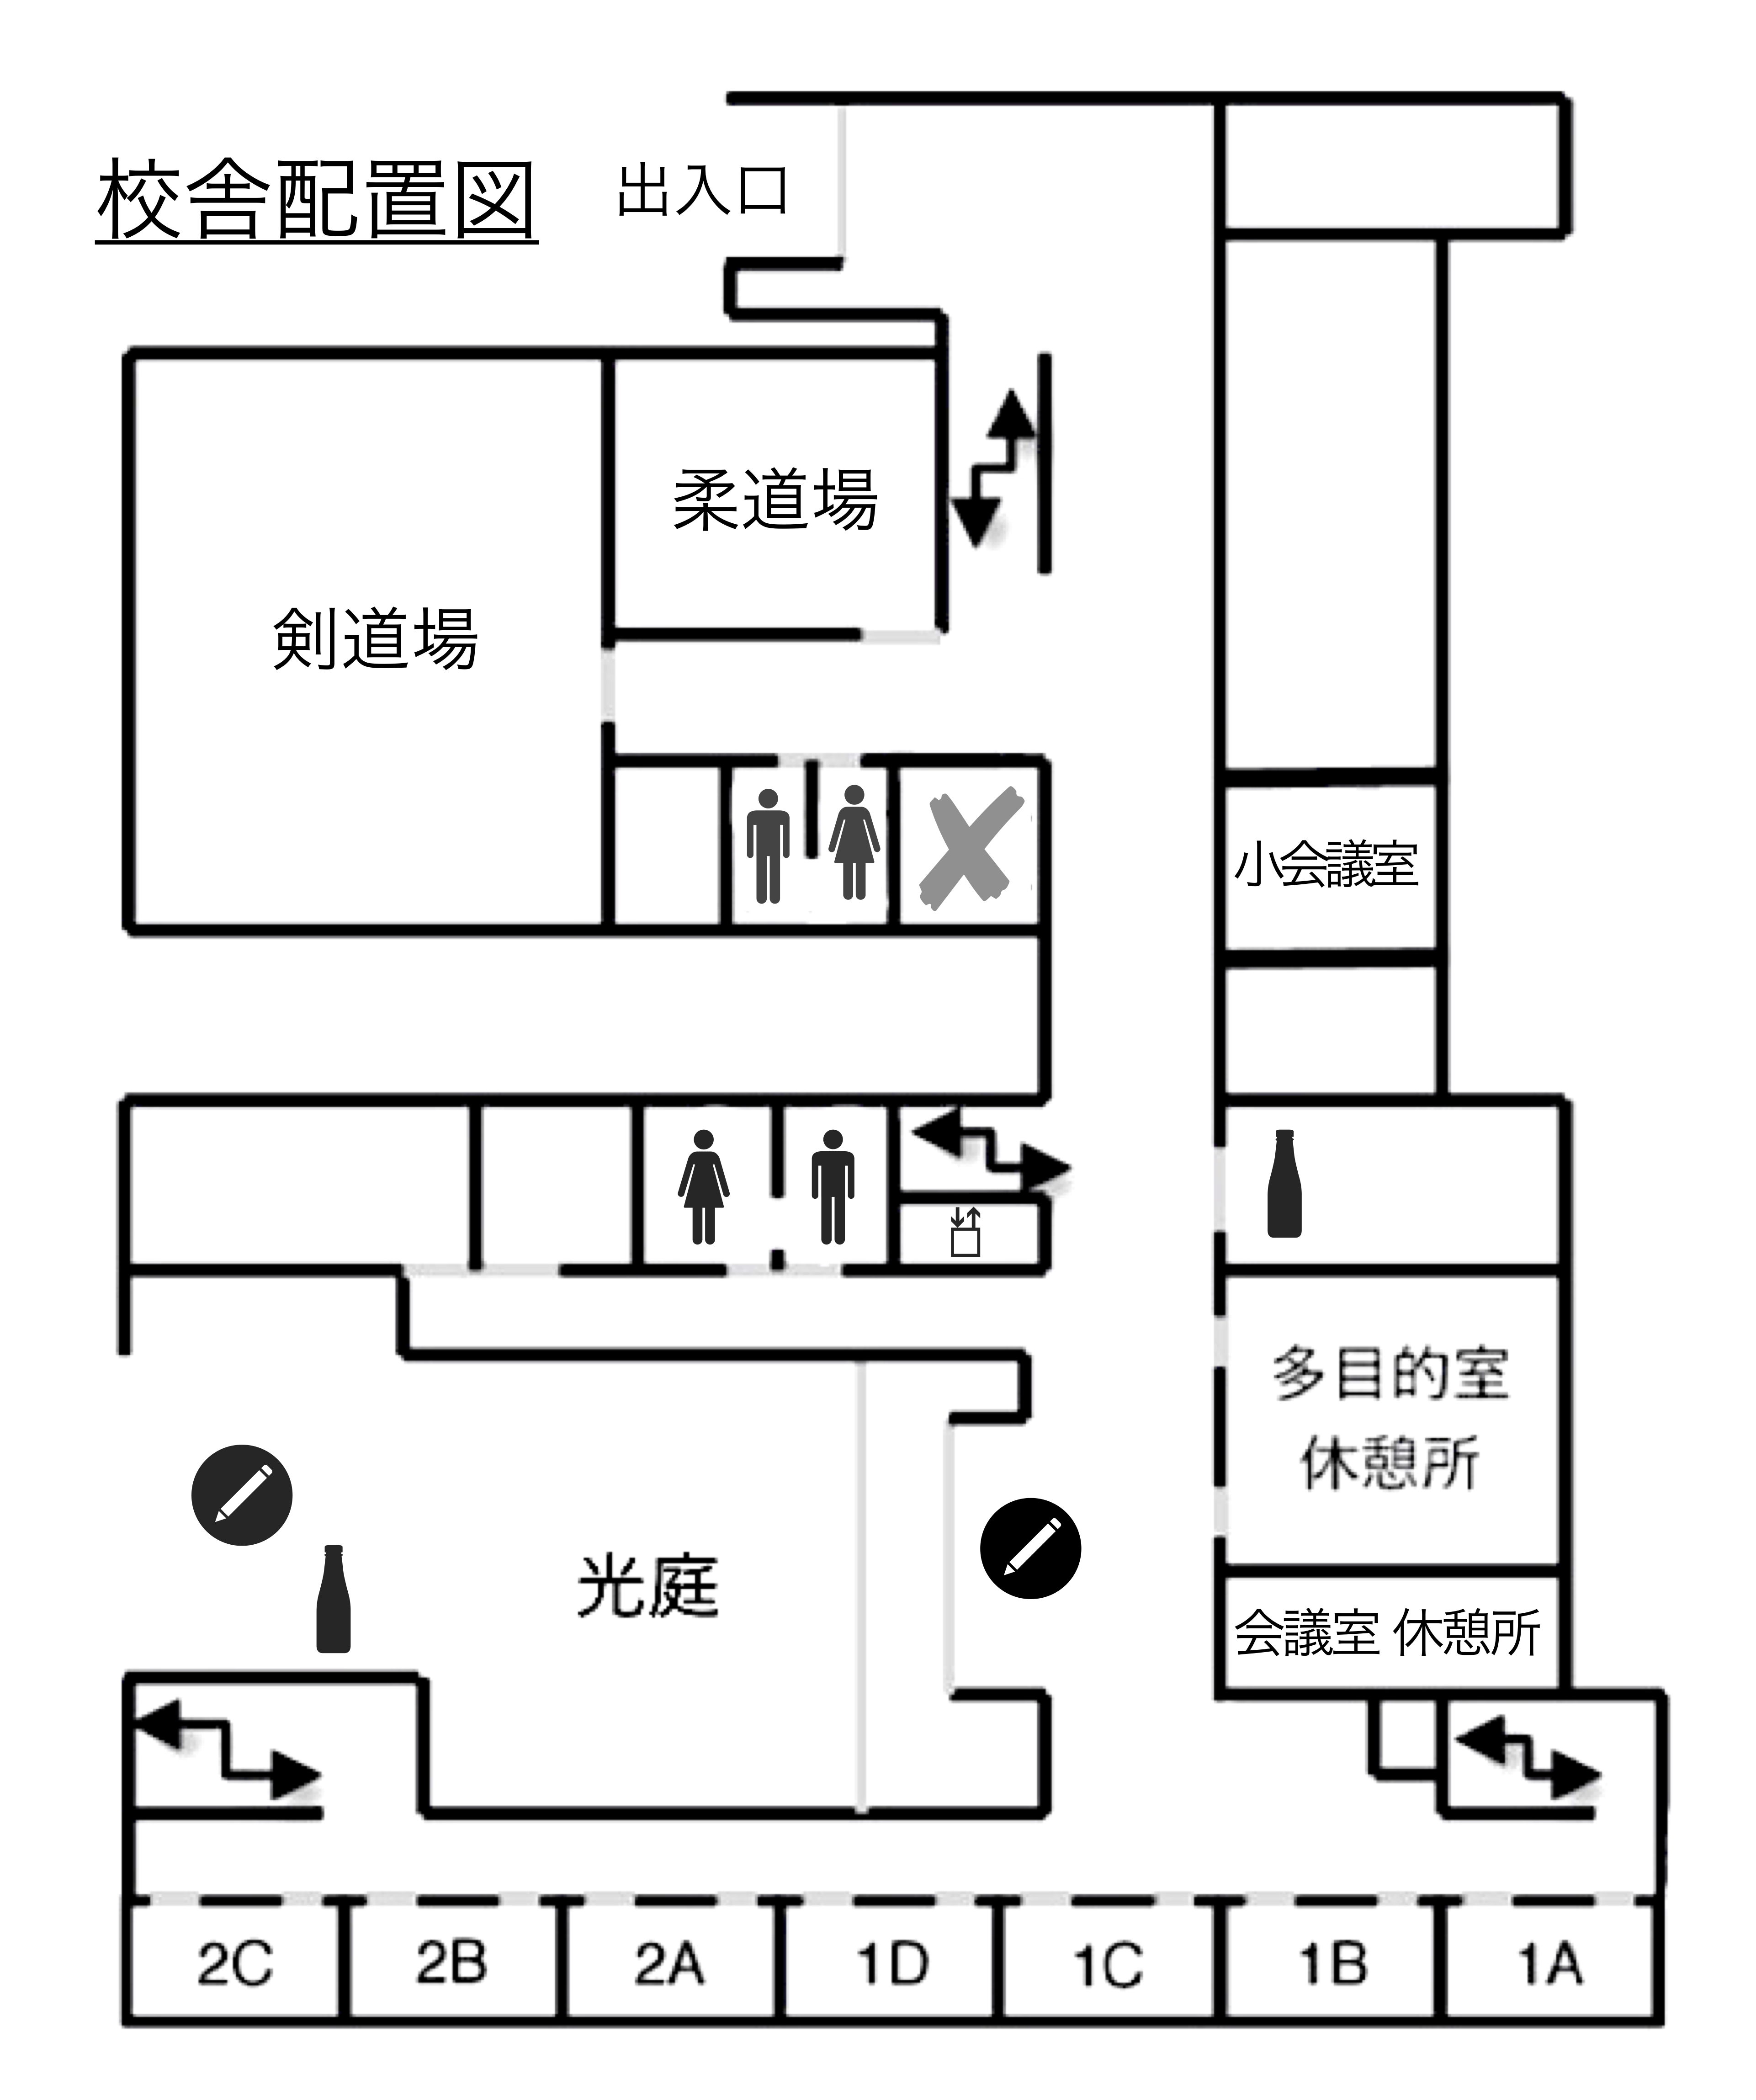 校舎配置図
出入口
柔道場
剣道場
小会議室
多目的室
休憩所
光庭
会議室 休憩所
2C
2B
2A
1D
1C
1B
1A